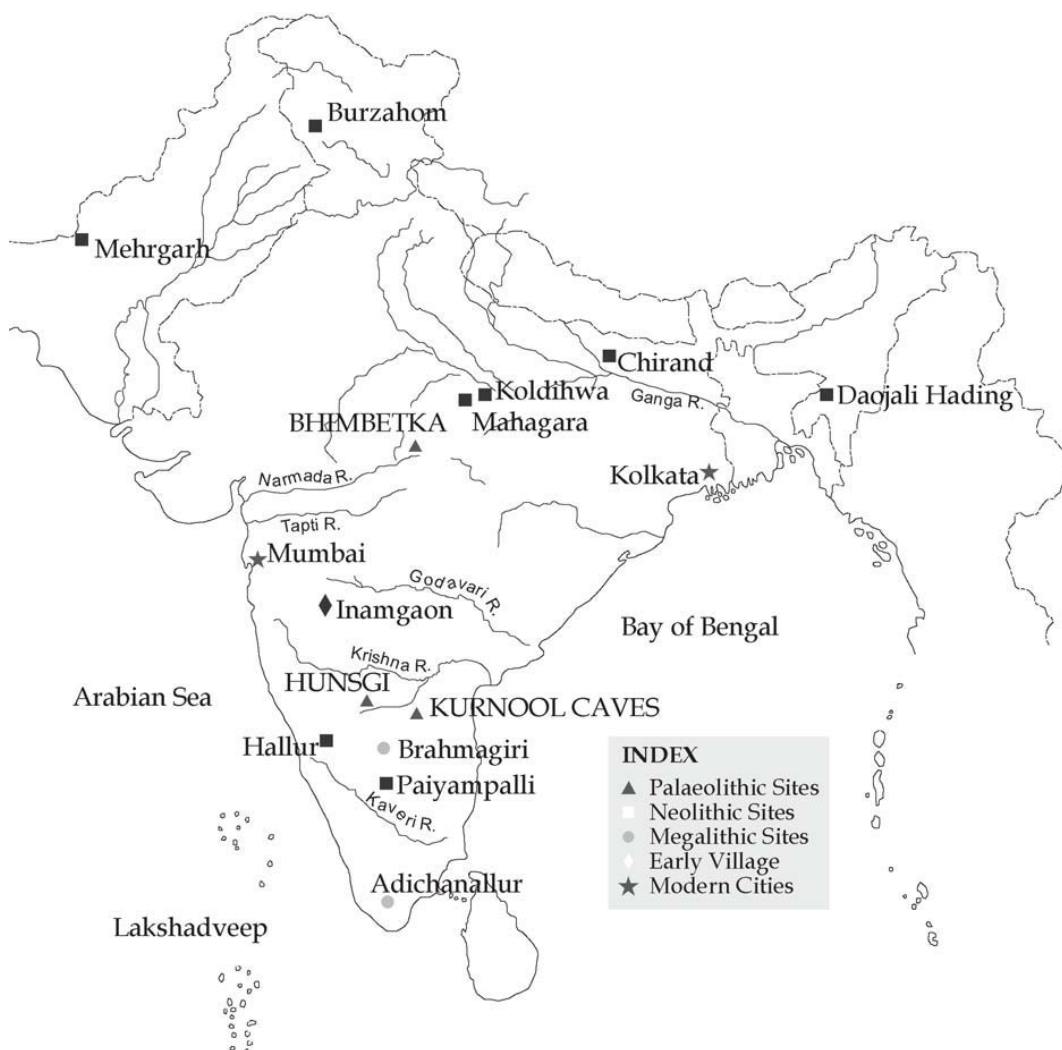 Burzahom
Mehrgarh
Chirand
Koldihwa
Ganga R.
Daojali Hading
Mahagara
BHIMBETKA
Kolkata
Narmada R.
Tapti R.
Mumbai
Godavari R.
Inamgaon
Bay of Bengal
Krishna R.
HUNSGI
Arabian Sea
KURNOOL CAVES
Hallur
Brahmagiri
Paiyampalli
Kaveri R.
Adichanallur
Lakshadveep
INDEX
Palaeolithic Sites
Neolithic Sites
Megalithic Sites
Early Village
Modern Cities